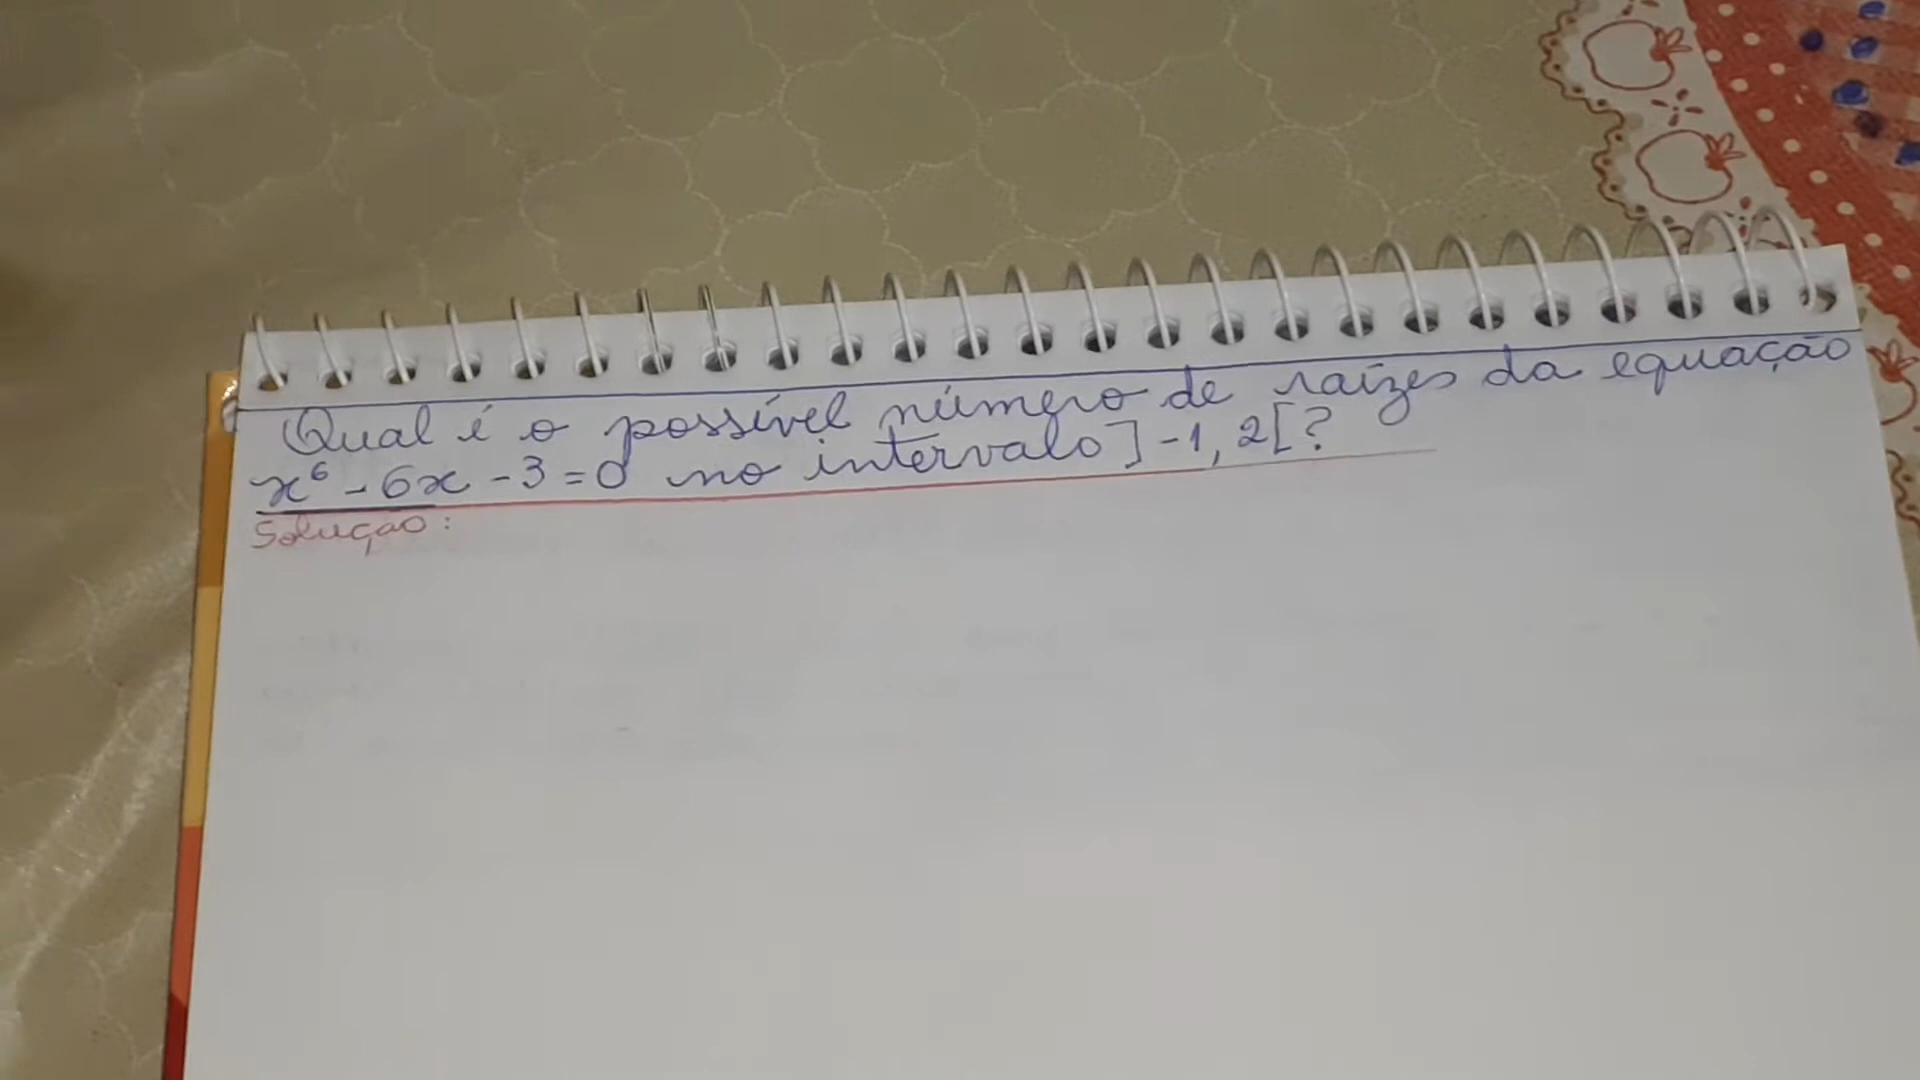 Qual é o possível número de raízes da equação
x⁶ - 6x - 3 = 0 no intervalo ]-1, 2[?
Solução: